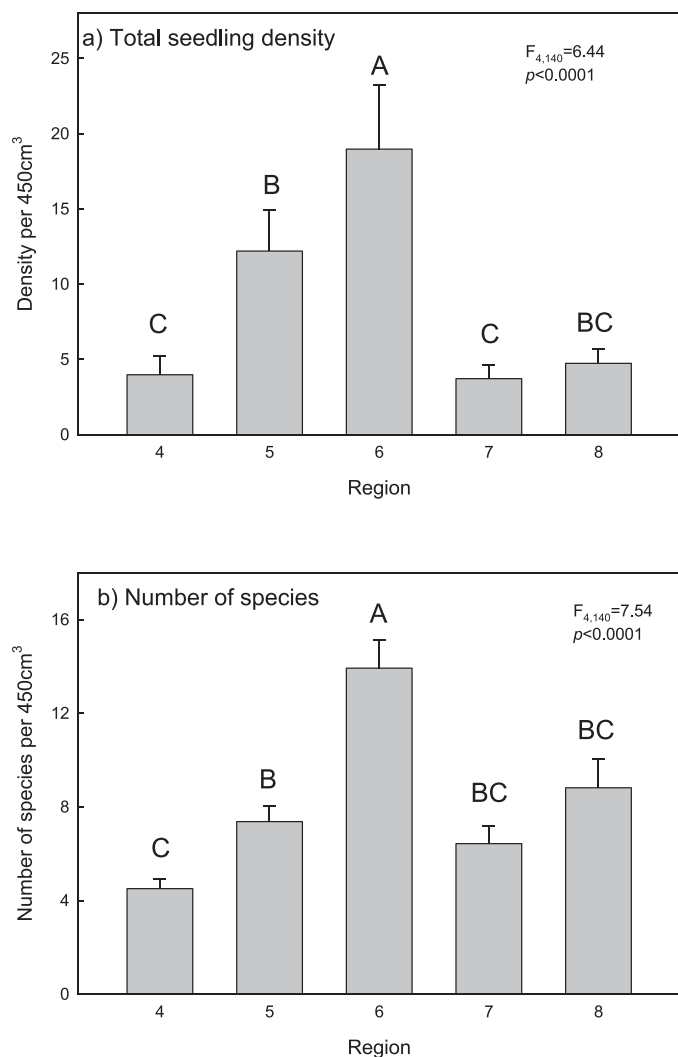 a) Total seedling density
F4,140=6.44
p<0.0001
25
20
15
10
5
0
Density per 450cm³
A
B
C
C
BC
4 5 6 7 8
Region
b) Number of species
F4,140=7.54
p<0.0001
16
12
8
4
0
Number of species per 450cm³
A
B
C
BC
BC
4 5 6 7 8
Region